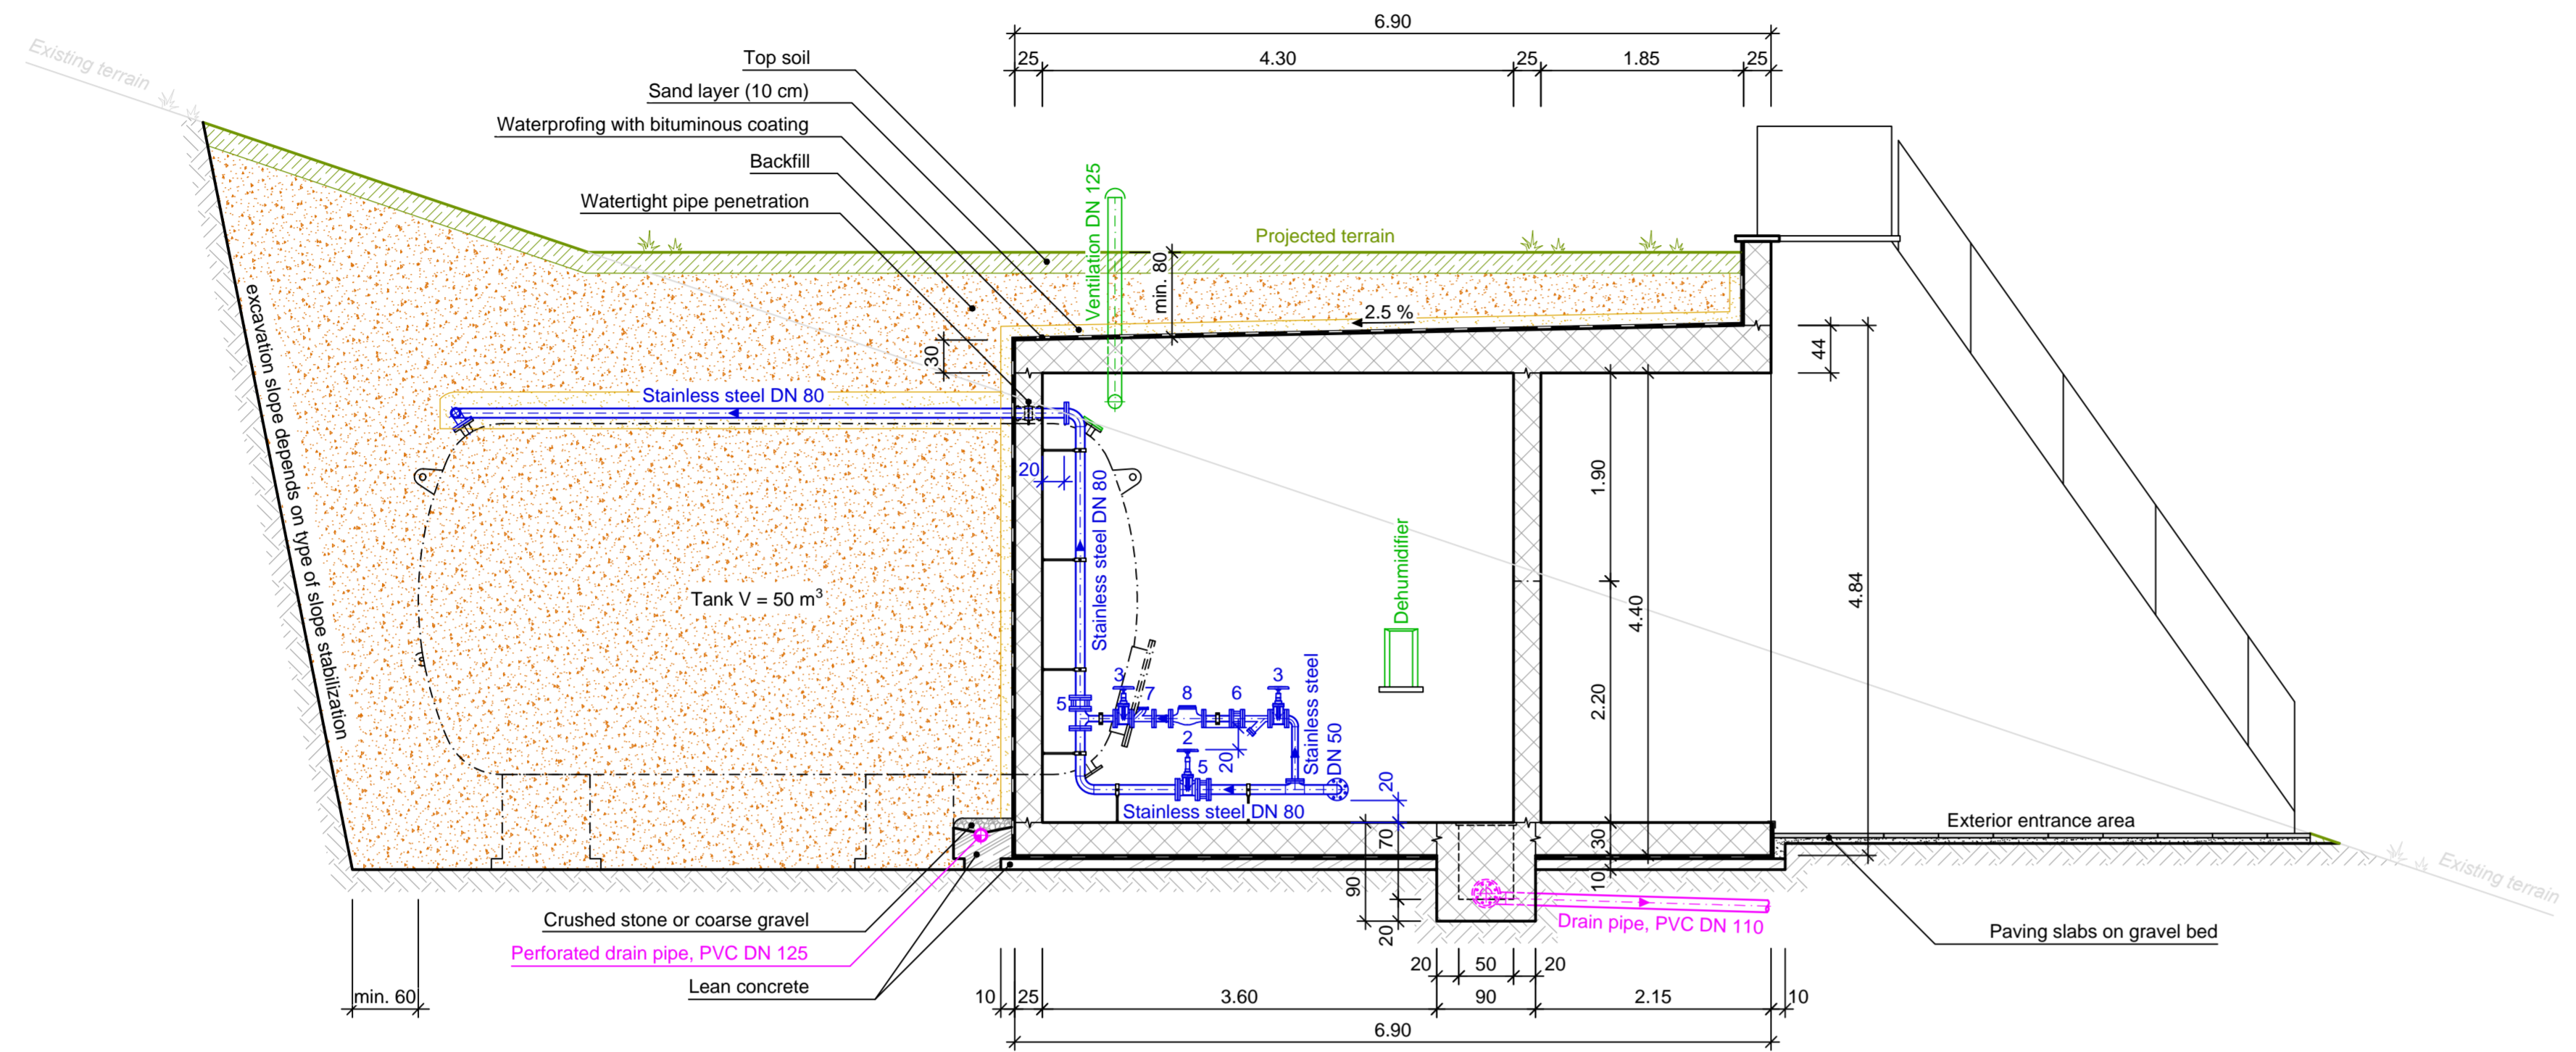 6.90
25 4.30 25 1.85 25
Existing terrain
Top soil
Sand layer (10 cm)
Waterprofing with bituminous coating
Backfill
Watertight pipe penetration
Ventilation DN 125
min. 80
Projected terrain
2.5 %
30
44
excavation slope depends on type of slope stabilization
Stainless steel DN 80
20
Stainless steel DN 80
1.90
4.40
4.84
2.20
Tank V = 50 m³
Dehumidifier
3 7 8 6 3
5
2
5
20
Stainless steel
DN 50
20
Stainless steel DN 80
70
90
20
30
10
Exterior entrance area
Existing terrain
Crushed stone or coarse gravel
Perforated drain pipe, PVC DN 125
Lean concrete
Drain pipe, PVC DN 110
Paving slabs on gravel bed
20 50 20
min. 60
10 25 3.60 90 2.15 10
6.90